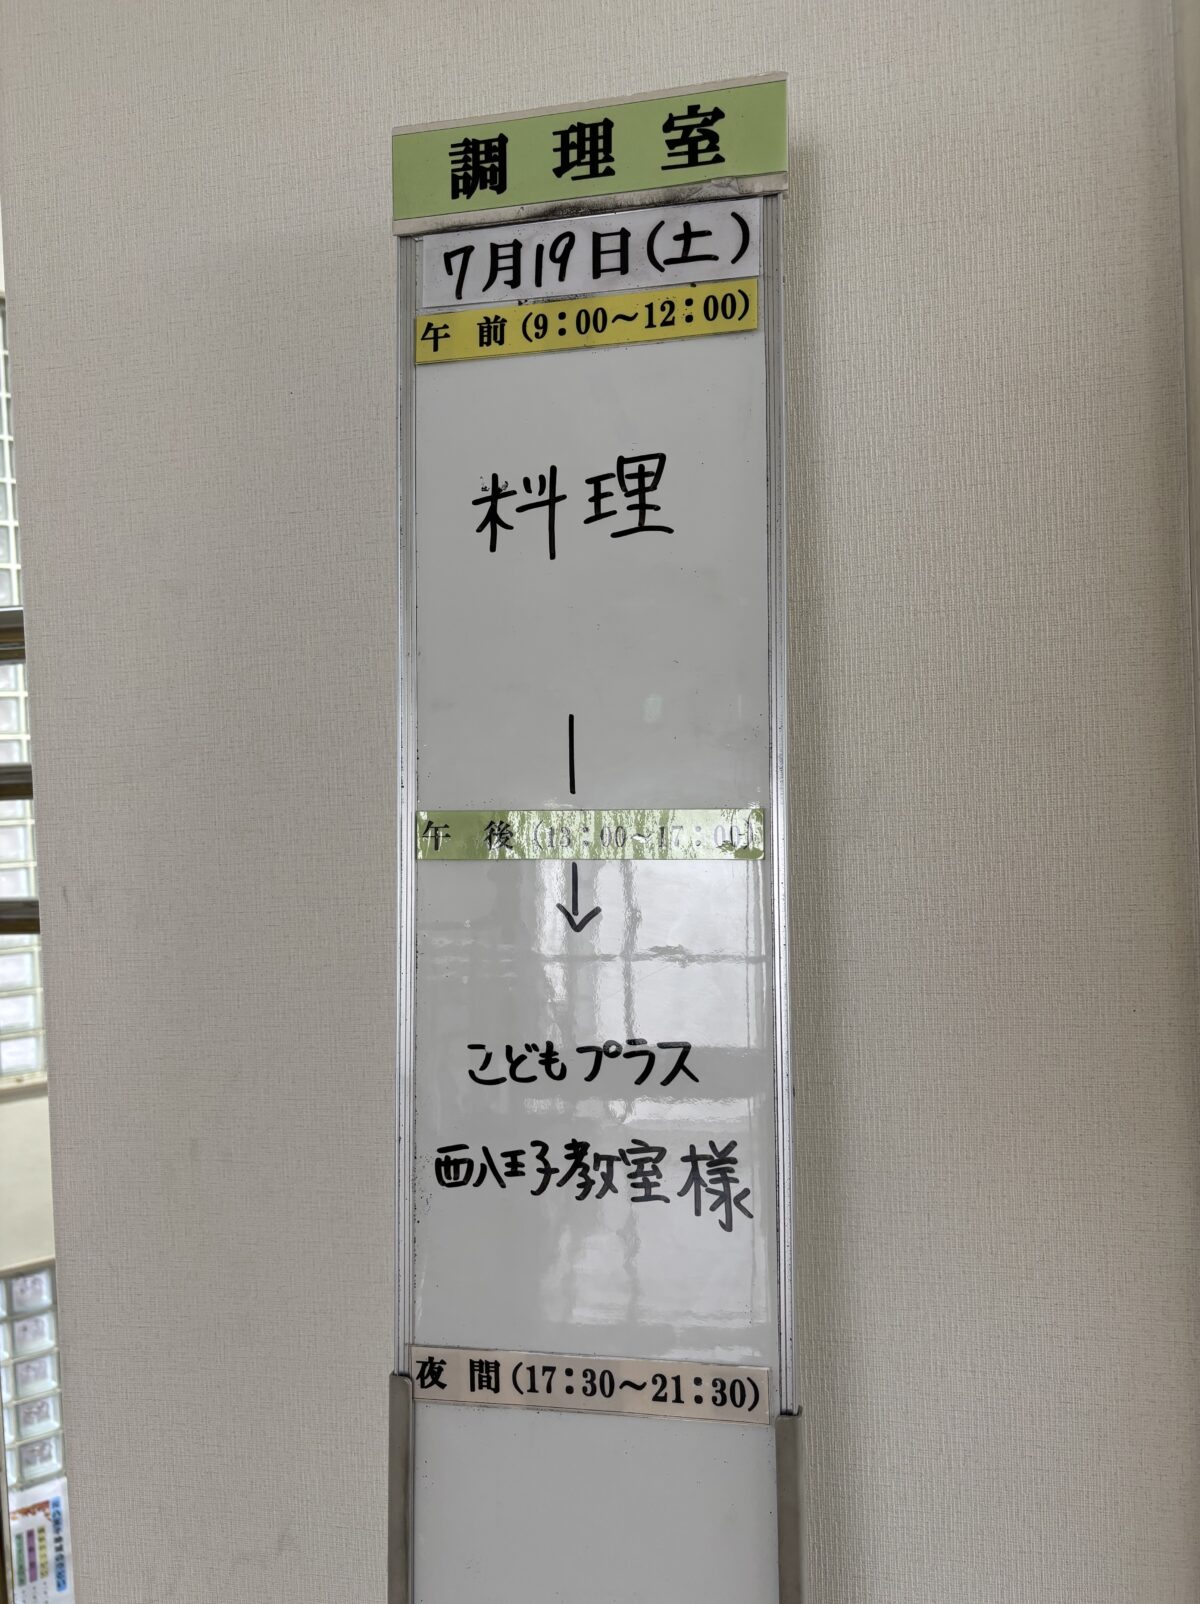 調理室
7月19日(土)
午前(9:00～12:00)
料理
午後(13:00～17:00)
こどもプラス
西八王子教室様
夜間(17:30～21:30)